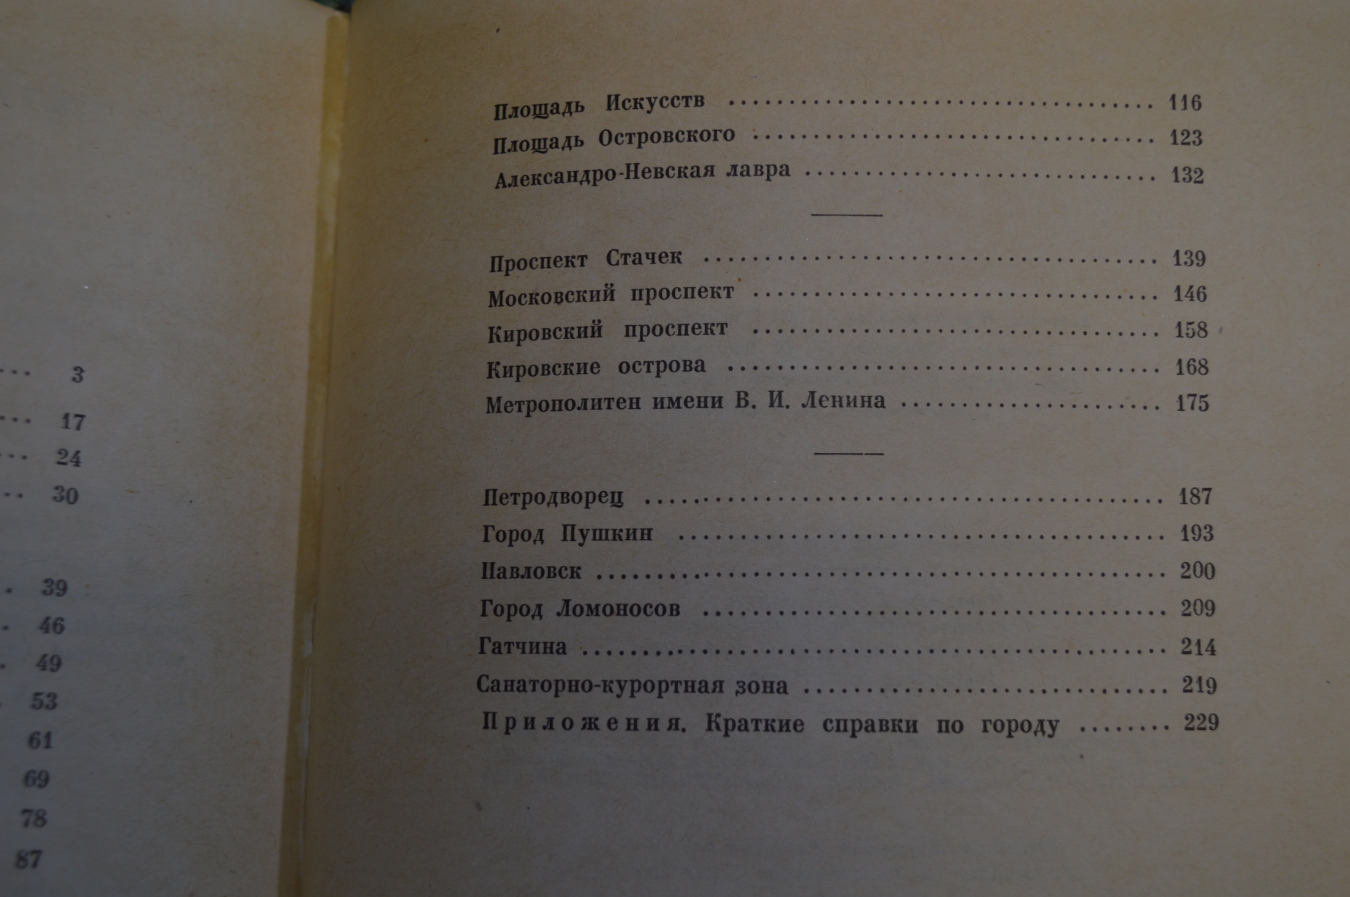 ... 3
... 17
... 24
.. 30
. 39
. 46
. 49
. 53
61
69
78
87
Площадь Искусств .................................... 116
Площадь Островского .................................. 123
Александро-Невская лавра .............................. 132
Проспект Стачек ...................................... 139
Московский проспект .................................. 146
Кировский проспект .................................. 158
Кировские острова .................................... 168
Метрополитен имени В. И. Ленина ...................... 175
Петродворец .......................................... 187
Город Пушкин ........................................ 193
Павловск .............................................. 200
Город Ломоносов ...................................... 209
Гатчина ................................................ 214
Санаторно-курортная зона .............................. 219
Приложения. Краткие справки по городу ........ 229